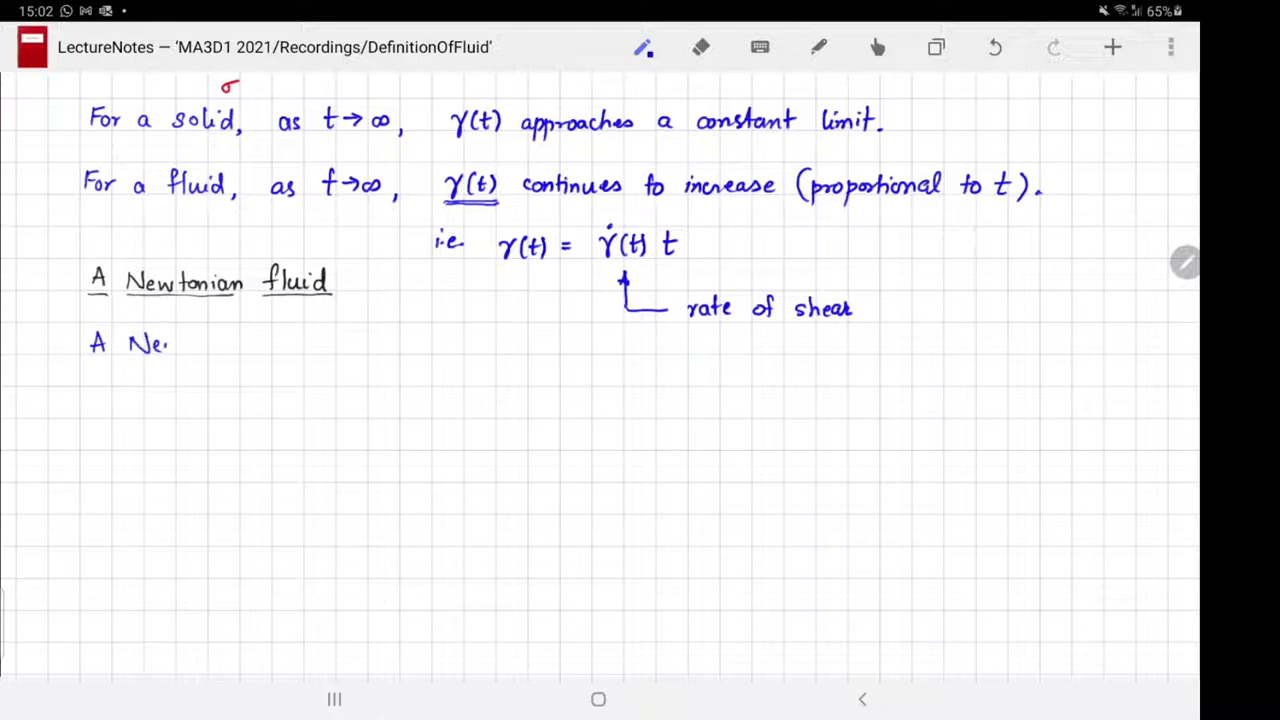 15:02 65%
LectureNotes — 'MA3D1 2021/Recordings/DefinitionOfFluid'
σ
For a solid, as t→∞, γ(t) approaches a constant limit.
For a fluid, as t→∞, γ(t) continues to increase (proportional to t).
i.e. γ(t) = γ̇(t) t
A Newtonian fluid
rate of shear
A Ne